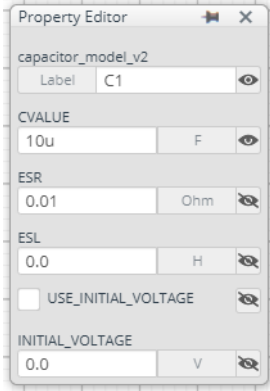 Property Editor
capacitor_model_v2
Label C1
CVALUE
10u F
ESR
0.01 Ohm
ESL
0.0 H
USE_INITIAL_VOLTAGE
INITIAL_VOLTAGE
0.0 V